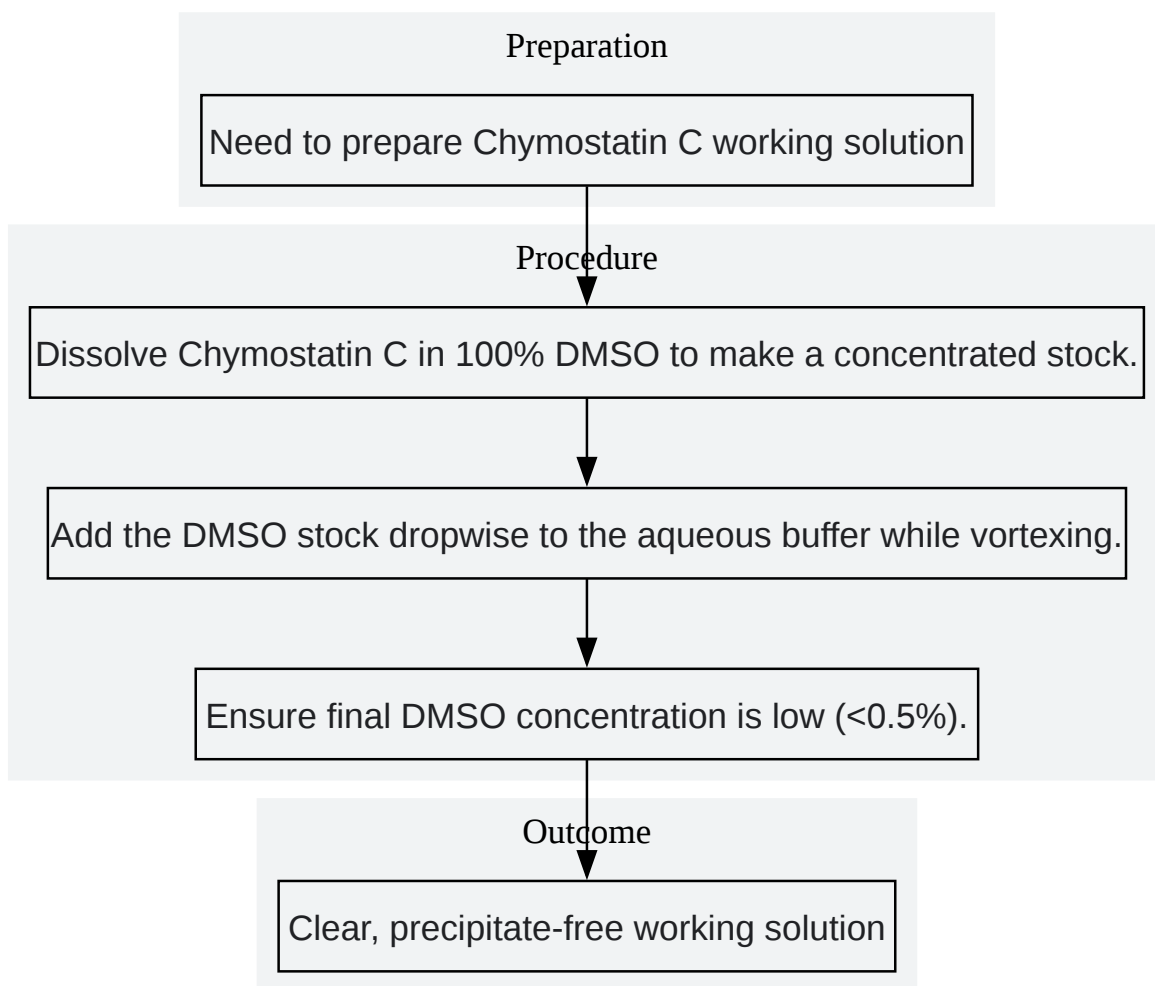 Preparation
Need to prepare Chymostatin C working solution
Procedure
Dissolve Chymostatin C in 100% DMSO to make a concentrated stock.
Add the DMSO stock dropwise to the aqueous buffer while vortexing.
Ensure final DMSO concentration is low (<0.5%).
Outcome
Clear, precipitate-free working solution